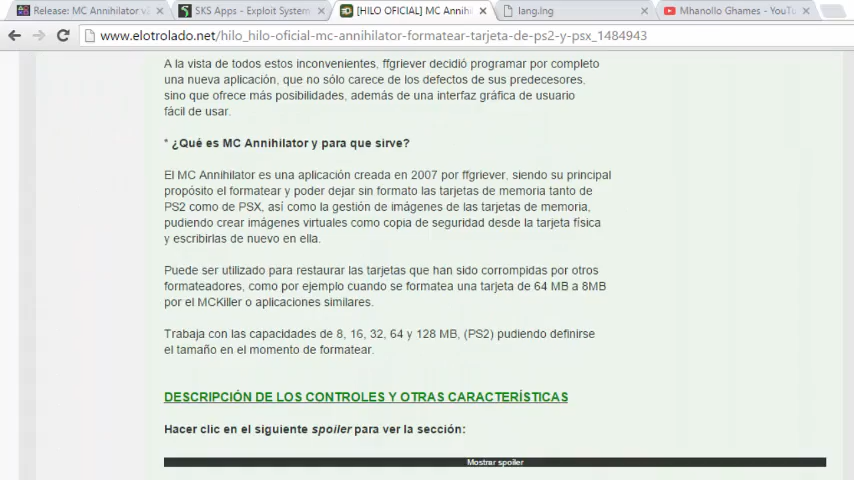 Release: MC Annihilator v2
SKS Apps - Exploit System
[HILO OFICIAL] MC Annihi
lang.lng
Mhanollo Ghames - YouTu
www.elotrolado.net/hilo_hilo-oficial-mc-annihilator-formatear-tarjeta-de-ps2-y-psx_1484943
A la vista de todos estos inconvenientes, ffgriever decidió programar por completo
una nueva aplicación, que no sólo carece de los defectos de sus predecesores,
sino que ofrece más posibilidades, además de una interfaz gráfica de usuario
fácil de usar.
* ¿Qué es MC Annihilator y para que sirve?
El MC Annihilator es una aplicación creada en 2007 por ffgriever, siendo su principal
propósito el formatear y poder dejar sin formato las tarjetas de memoria tanto de
PS2 como de PSX, así como la gestión de imágenes de las tarjetas de memoria,
pudiendo crear imágenes virtuales como copia de seguridad desde la tarjeta física
y escribirlas de nuevo en ella.
Puede ser utilizado para restaurar las tarjetas que han sido corrompidas por otros
formateadores, como por ejemplo cuando se formatea una tarjeta de 64 MB a 8MB
por el MCKiller o aplicaciones similares.
Trabaja con las capacidades de 8, 16, 32, 64 y 128 MB, (PS2) pudiendo definirse
el tamaño en el momento de formatear.
DESCRIPCIÓN DE LOS CONTROLES Y OTRAS CARACTERÍSTICAS
Hacer clic en el siguiente spoiler para ver la sección:
Mostrar spoiler